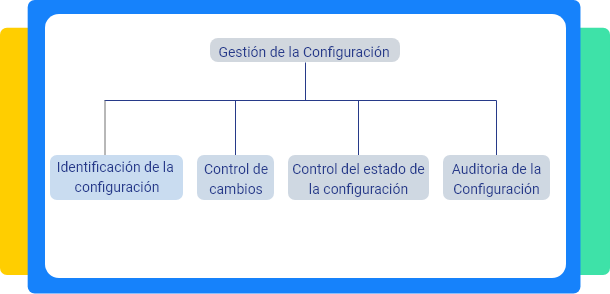 Gestión de la Configuración
Identificación de la
configuración
Control de
cambios
Control del estado de
la configuración
Auditoria de la
Configuración